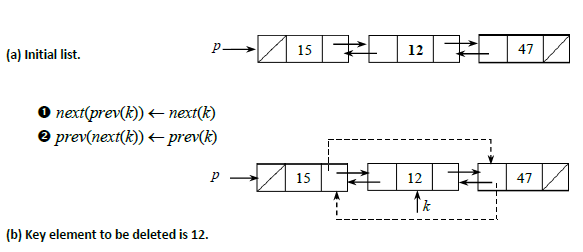 p 15 12 47
(a) Initial list.
❶ next(prev(k)) ← next(k)
❷ prev(next(k)) ← prev(k)
p 15 12 47
k
(b) Key element to be deleted is 12.